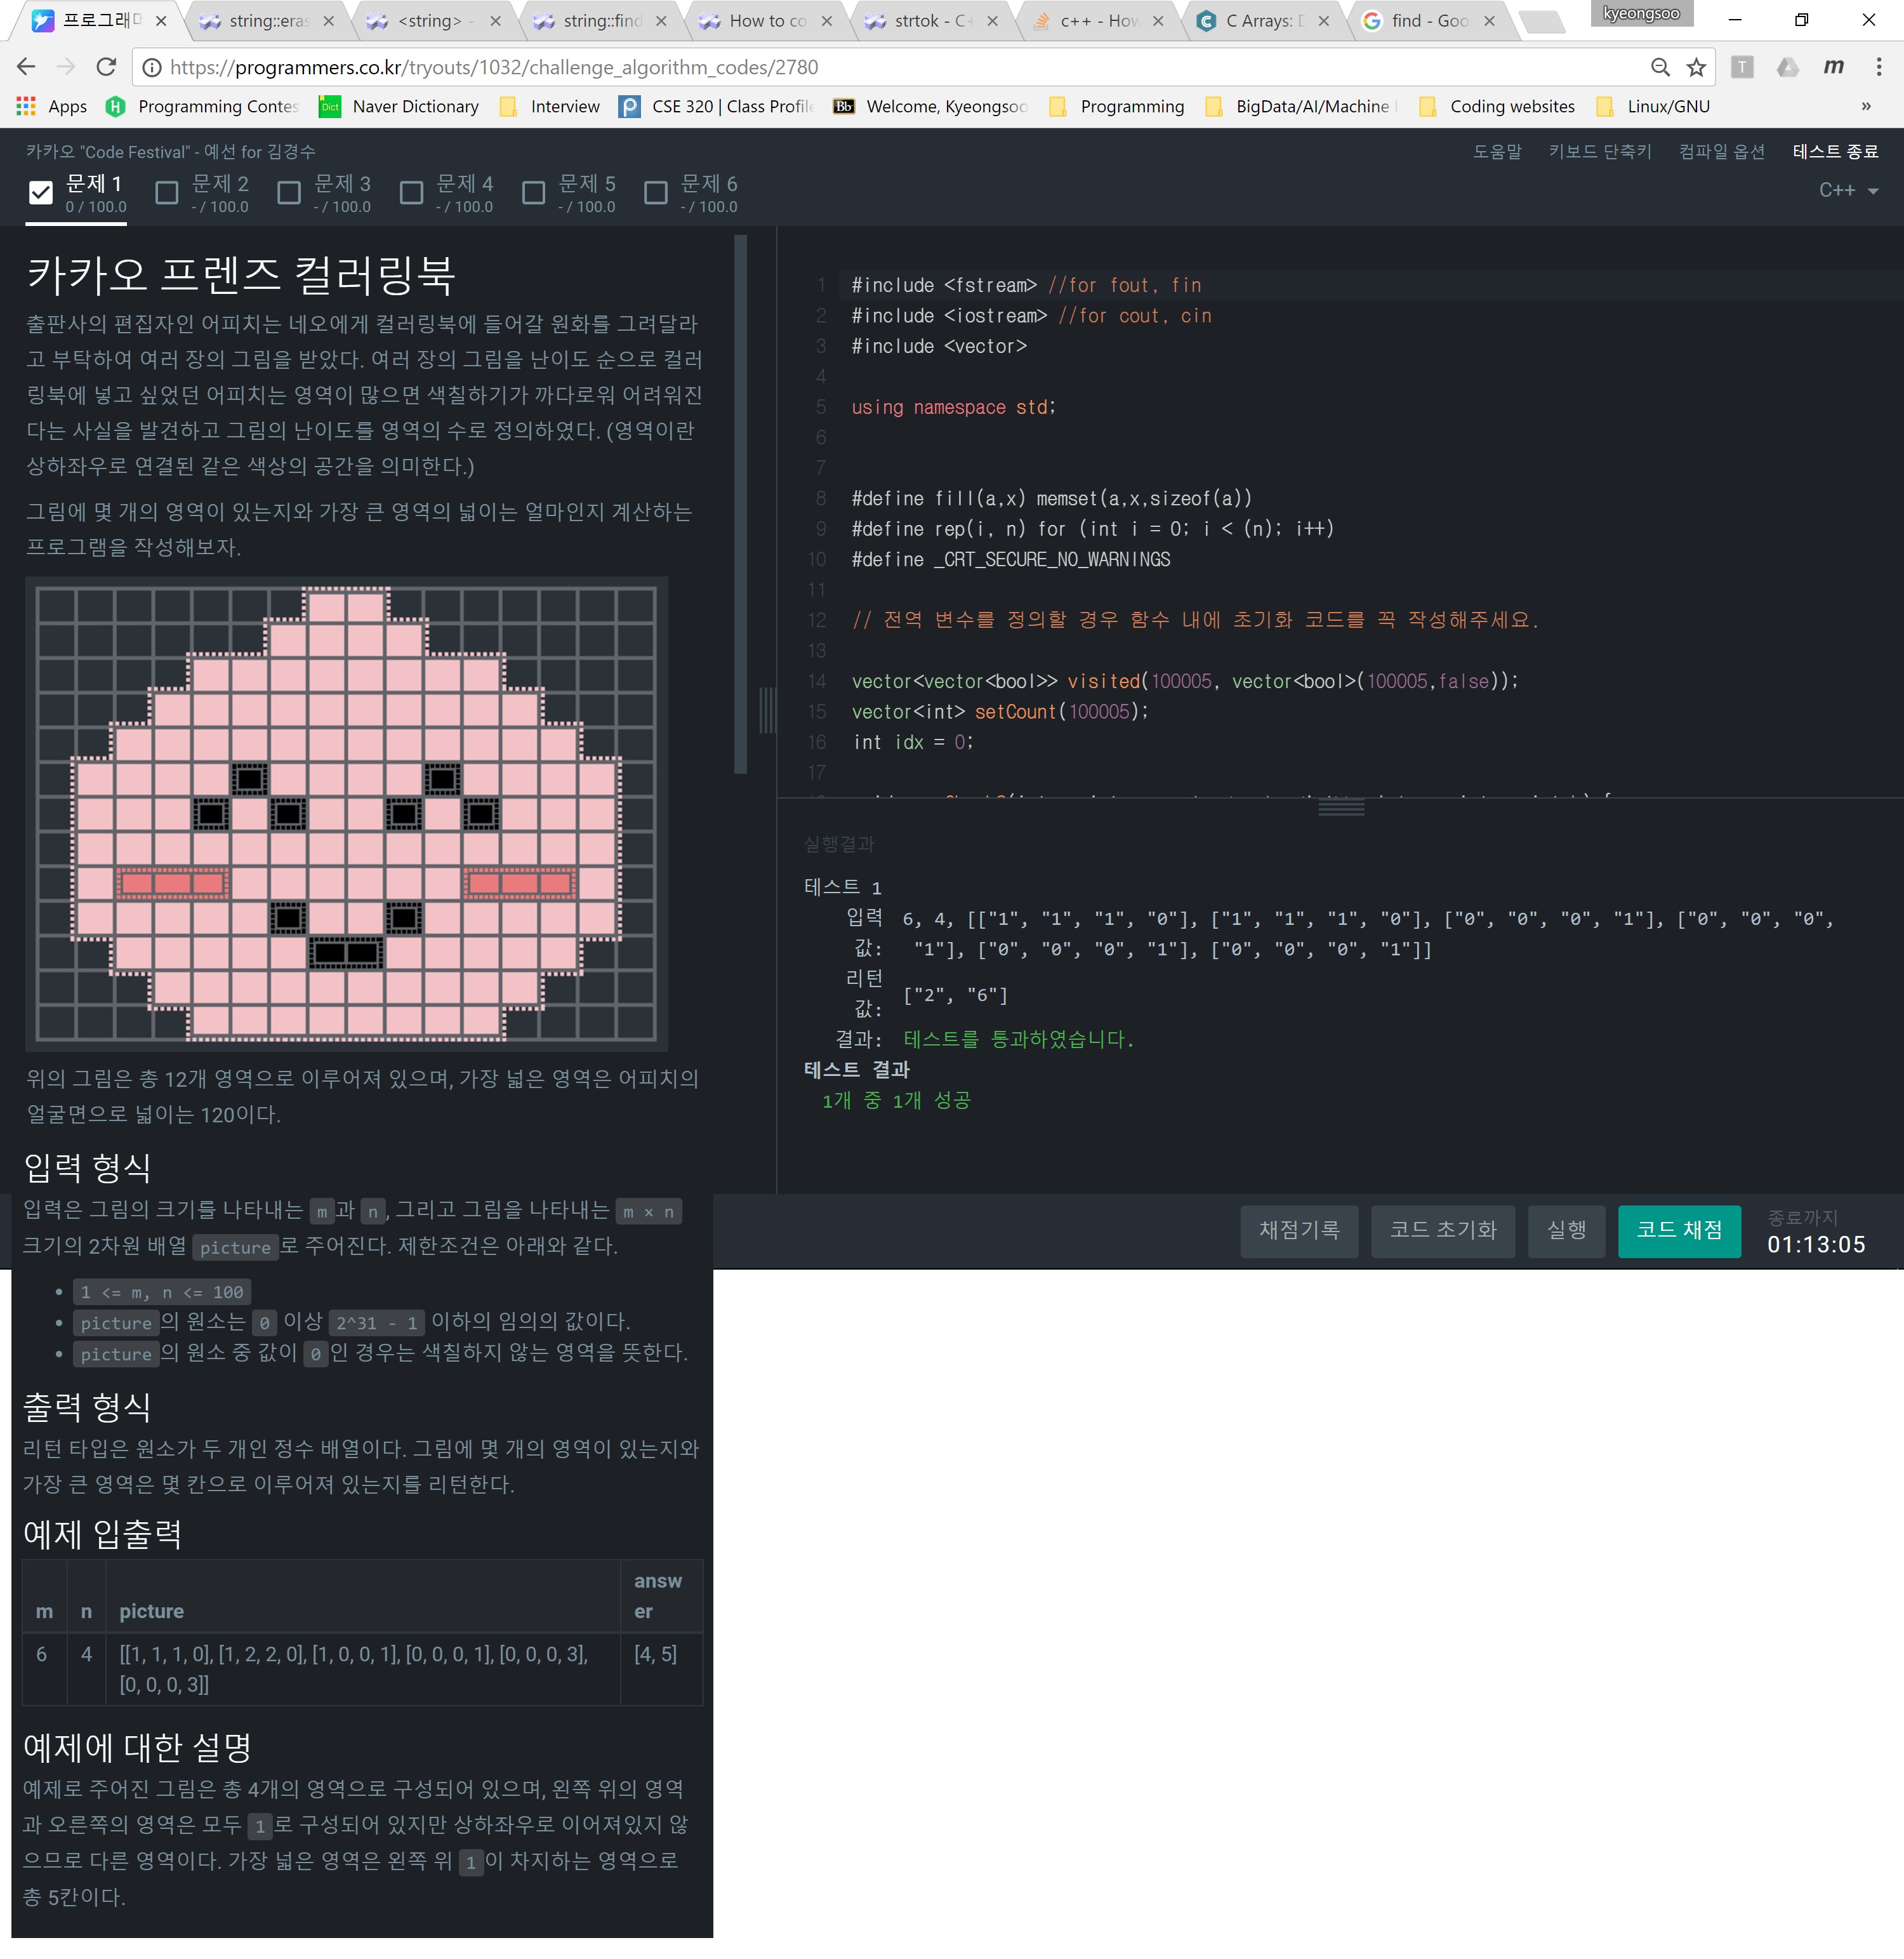 프로그래머
string::eras
<string> -
string::find
How to co
strtok - C+
c++ - How
C Arrays: D
find - Goo
kyeongsoo
https://programmers.co.kr/tryouts/1032/challenge_algorithm_codes/2780
Apps
Programming Contes
Naver Dictionary
Interview
CSE 320 | Class Profile
Welcome, Kyeongsoo
Programming
BigData/AI/Machine
Coding websites
Linux/GNU
»
카카오 "Code Festival" - 예선 for 김경수
도움말 키보드 단축키 컴파일 옵션 테스트 종료
문제 1 문제 2 문제 3 문제 4 문제 5 문제 6
0 / 100.0 - / 100.0 - / 100.0 - / 100.0 - / 100.0 - / 100.0
C++
카카오 프렌즈 컬러링북
출판사의 편집자인 어피치는 네오에게 컬러링북에 들어갈 원화를 그려달라
고 부탁하여 여러 장의 그림을 받았다. 여러 장의 그림을 난이도 순으로 컬러
링북에 넣고 싶었던 어피치는 영역이 많으면 색칠하기가 까다로워 어려워진
다는 사실을 발견하고 그림의 난이도를 영역의 수로 정의하였다. (영역이란
상하좌우로 연결된 같은 색상의 공간을 의미한다.)
그림에 몇 개의 영역이 있는지와 가장 큰 영역의 넓이는 얼마인지 계산하는
프로그램을 작성해보자.
위의 그림은 총 12개 영역으로 이루어져 있으며, 가장 넓은 영역은 어피치의
얼굴면으로 넓이는 120이다.
입력 형식
입력은 그림의 크기를 나타내는 m과 n, 그리고 그림을 나타내는 m × n
크기의 2차원 배열 picture로 주어진다. 제한조건은 아래와 같다.
• 1 <= m, n <= 100
• picture의 원소는 0 이상 2^31 - 1 이하의 임의의 값이다.
• picture의 원소 중 값이 0인 경우는 색칠하지 않는 영역을 뜻한다.
출력 형식
리턴 타입은 원소가 두 개인 정수 배열이다. 그림에 몇 개의 영역이 있는지와
가장 큰 영역은 몇 칸으로 이루어져 있는지를 리턴한다.
예제 입출력
m n picture answ
er
6 4 [[1, 1, 1, 0], [1, 2, 2, 0], [1, 0, 0, 1], [0, 0, 0, 1], [0, 0, 0, 3], [4, 5]
[0, 0, 0, 3]]
예제에 대한 설명
예제로 주어진 그림은 총 4개의 영역으로 구성되어 있으며, 왼쪽 위의 영역
과 오른쪽의 영역은 모두 1로 구성되어 있지만 상하좌우로 이어져있지 않
으므로 다른 영역이다. 가장 넓은 영역은 왼쪽 위 1이 차지하는 영역으로
총 5칸이다.
1 #include <fstream> //for fout, fin
2 #include <iostream> //for cout, cin
3 #include <vector>
4
5 using namespace std;
6
7
8 #define fill(a,x) memset(a,x,sizeof(a))
9 #define rep(i, n) for (int i = 0; i < (n); i++)
10 #define _CRT_SECURE_NO_WARNINGS
11
12 // 전역 변수를 정의할 경우 함수 내에 초기화 코드를 꼭 작성해주세요.
13
14 vector<vector<bool>> visited(100005, vector<bool>(100005,false));
15 vector<int> setCount(100005);
16 int idx = 0;
17
실행결과
테스트 1
입력 6, 4, [["1", "1", "1", "0"], ["1", "1", "1", "0"], ["0", "0", "0", "1"], ["0", "0", "0",
값: "1"], ["0", "0", "0", "1"], ["0", "0", "0", "1"]]
리턴
값: ["2", "6"]
결과: 테스트를 통과하였습니다.
테스트 결과
1개 중 1개 성공
채점기록 코드 초기화 실행 코드 채점
종료까지
01:13:05